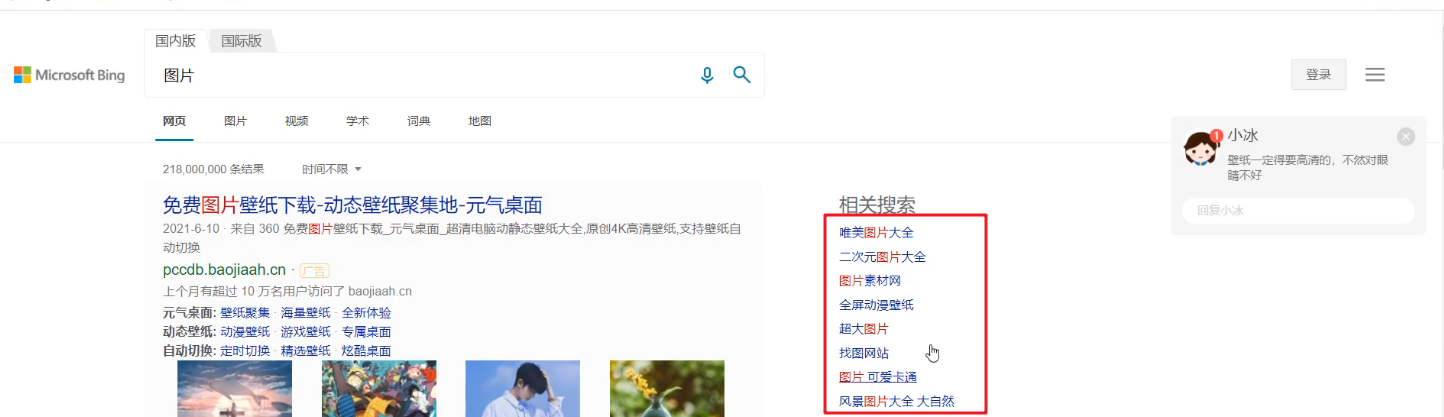 国内版 国际版
Microsoft Bing
图片
登录
网页 图片 视频 学术 词典 地图
218,000,000 条结果 时间不限
免费图片壁纸下载-动态壁纸聚集地-元气桌面
2021-6-10 · 来自 360 免费图片壁纸下载_元气桌面_超清电脑动静态壁纸大全,原创4K高清壁纸,支持壁纸自
动切换
pccdb.baojiaah.cn · 广告
上个月有超过 10 万名用户访问了 baojiaah.cn
元气桌面: 壁纸聚集 · 海量壁纸 · 全新体验
动态壁纸: 动漫壁纸 · 游戏壁纸 · 专属桌面
自动切换: 定时切换 · 精选壁纸 · 炫酷桌面
相关搜索
唯美图片大全
二次元图片大全
图片素材网
全屏动漫壁纸
超大图片
找图网站
图片 可爱卡通
风景图片大全 大自然
1
小冰
壁纸一定得要高清的，不然对眼
睛不好
回复小冰